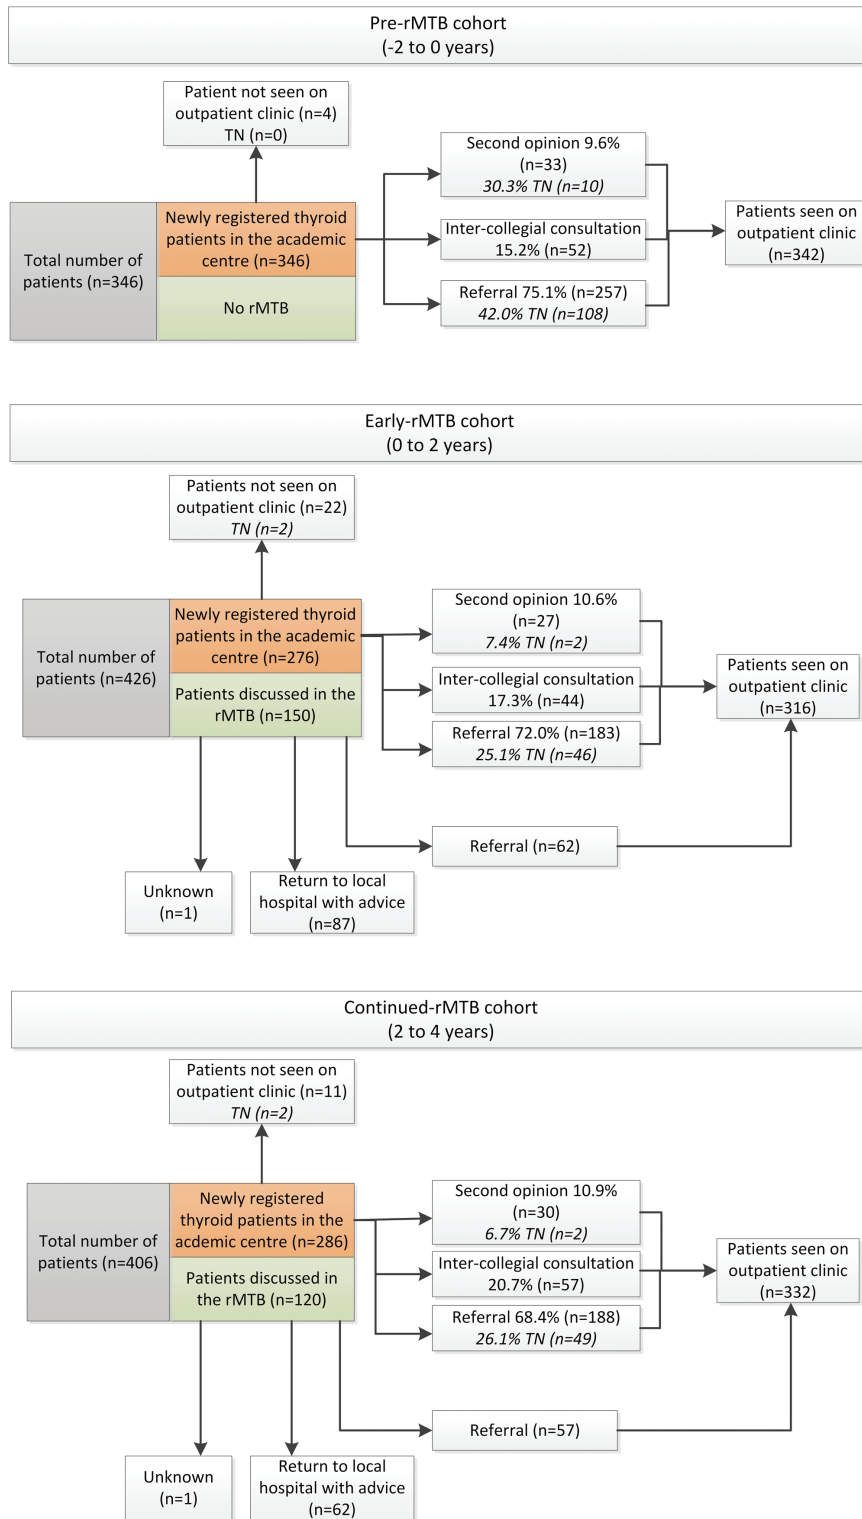 Pre-rMTB cohort
(-2 to 0 years)
Patient not seen on
outpatient clinic (n=4)
TN (n=0)
Second opinion 9.6%
(n=33)
30.3% TN (n=10)
Total number of
patients (n=346)
Newly registered thyroid
patients in the academic
centre (n=346)
No rMTB
Inter-collegial consultation
15.2% (n=52)
Referral 75.1% (n=257)
42.0% TN (n=108)
Patients seen on
outpatient clinic
(n=342)
Early-rMTB cohort
(0 to 2 years)
Patients not seen on
outpatient clinic (n=22)
TN (n=2)
Total number of
patients (n=426)
Newly registered thyroid
patients in the academic
centre (n=276)
Patients discussed in the
rMTB (n=150)
Second opinion 10.6%
(n=27)
7.4% TN (n=2)
Inter-collegial consultation
17.3% (n=44)
Referral 72.0% (n=183)
25.1% TN (n=46)
Patients seen on
outpatient clinic
(n=316)
Referral (n=62)
Unknown
(n=1)
Return to local
hospital with advice
(n=87)
Continued-rMTB cohort
(2 to 4 years)
Patients not seen on
outpatient clinic (n=11)
TN (n=2)
Total number of
patients (n=406)
Newly registered
thyroid patients in the
acdemic centre (n=286)
Patients discussed in
the rMTB (n=120)
Second opinion 10.9%
(n=30)
6.7% TN (n=2)
Inter-collegial consultation
20.7% (n=57)
Referral 68.4% (n=188)
26.1% TN (n=49)
Patients seen on
outpatient clinic
(n=332)
Referral (n=57)
Unknown
(n=1)
Return to local
hospital with advice
(n=62)